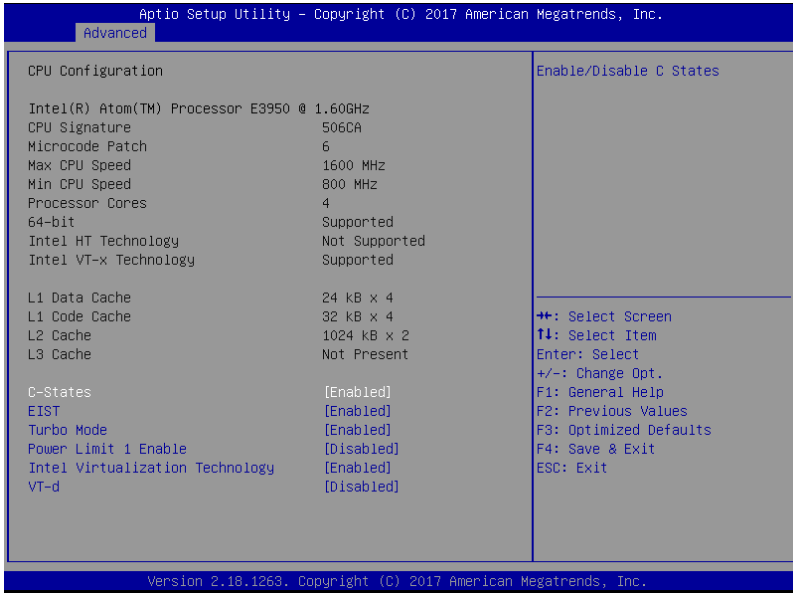 Aptio Setup Utility – Copyright (C) 2017 American Megatrends, Inc.
Advanced
CPU Configuration
Intel(R) Atom(TM) Processor E3950 @ 1.60GHz
CPU Signature 506CA
Microcode Patch 6
Max CPU Speed 1600 MHz
Min CPU Speed 800 MHz
Processor Cores 4
64-bit Supported
Intel HT Technology Not Supported
Intel VT-x Technology Supported
L1 Data Cache 24 kB x 4
L1 Code Cache 32 kB x 4
L2 Cache 1024 kB x 2
L3 Cache Not Present
C-States [Enabled]
EIST [Enabled]
Turbo Mode [Enabled]
Power Limit 1 Enable [Disabled]
Intel Virtualization Technology [Enabled]
VT-d [Disabled]
Enable/Disable C States
→←: Select Screen
↑↓: Select Item
Enter: Select
+/-: Change Opt.
F1: General Help
F2: Previous Values
F3: Optimized Defaults
F4: Save & Exit
ESC: Exit
Version 2.18.1263. Copyright (C) 2017 American Megatrends, Inc.